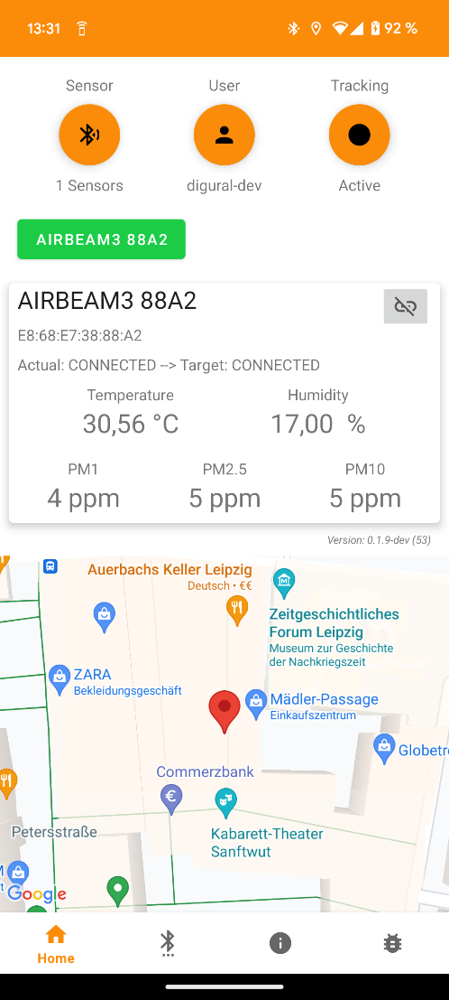 13:31
92 %
Sensor
User
Tracking
1 Sensors
digural-dev
Active
AIRBEAM3 88A2
AIRBEAM3 88A2
E8:68:E7:38:88:A2
Actual: CONNECTED --> Target: CONNECTED
Temperature
Humidity
30,56 °C
17,00 %
PM1
PM2.5
PM10
4 ppm
5 ppm
5 ppm
Version: 0.1.9-dev (53)
Auerbachs Keller Leipzig
Deutsch • €€
Zeitgeschichtliches
Forum Leipzig
Museum zur Geschichte
der Nachkriegszeit
ZARA
Bekleidungsgeschäft
Mädler-Passage
Einkaufszentrum
Globetr
Commerzbank
Petersstraße
Kabarett-Theater
Sanftwut
Google
Home